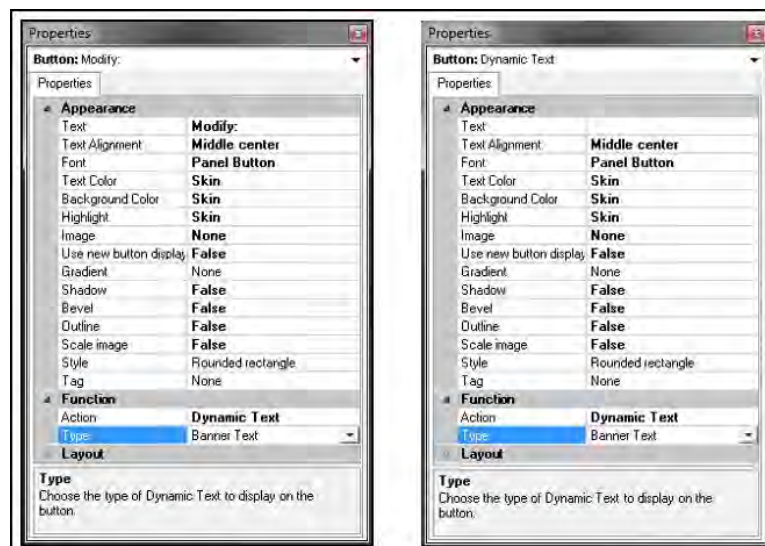 Properties
Button: Modify:
Properties
Appearance
Text Modify:
Text Alignment Middle center
Font Panel Button
Text Color Skin
Background Color Skin
Highlight Skin
Image None
Use new button display False
Gradient None
Shadow False
Bevel False
Outline False
Scale image False
Style Rounded rectangle
Tag None
Function
Action Dynamic Text
Type Banner Text
Layout
Type
Choose the type of Dynamic Text to display on the
button.
Properties
Button: Dynamic Text
Properties
Appearance
Text
Text Alignment Middle center
Font Panel Button
Text Color Skin
Background Color Skin
Highlight Skin
Image None
Use new button display False
Gradient None
Shadow False
Bevel False
Outline False
Scale image False
Style Rounded rectangle
Tag None
Function
Action Dynamic Text
Type Banner Text
Layout
Type
Choose the type of Dynamic Text to display on the
button.